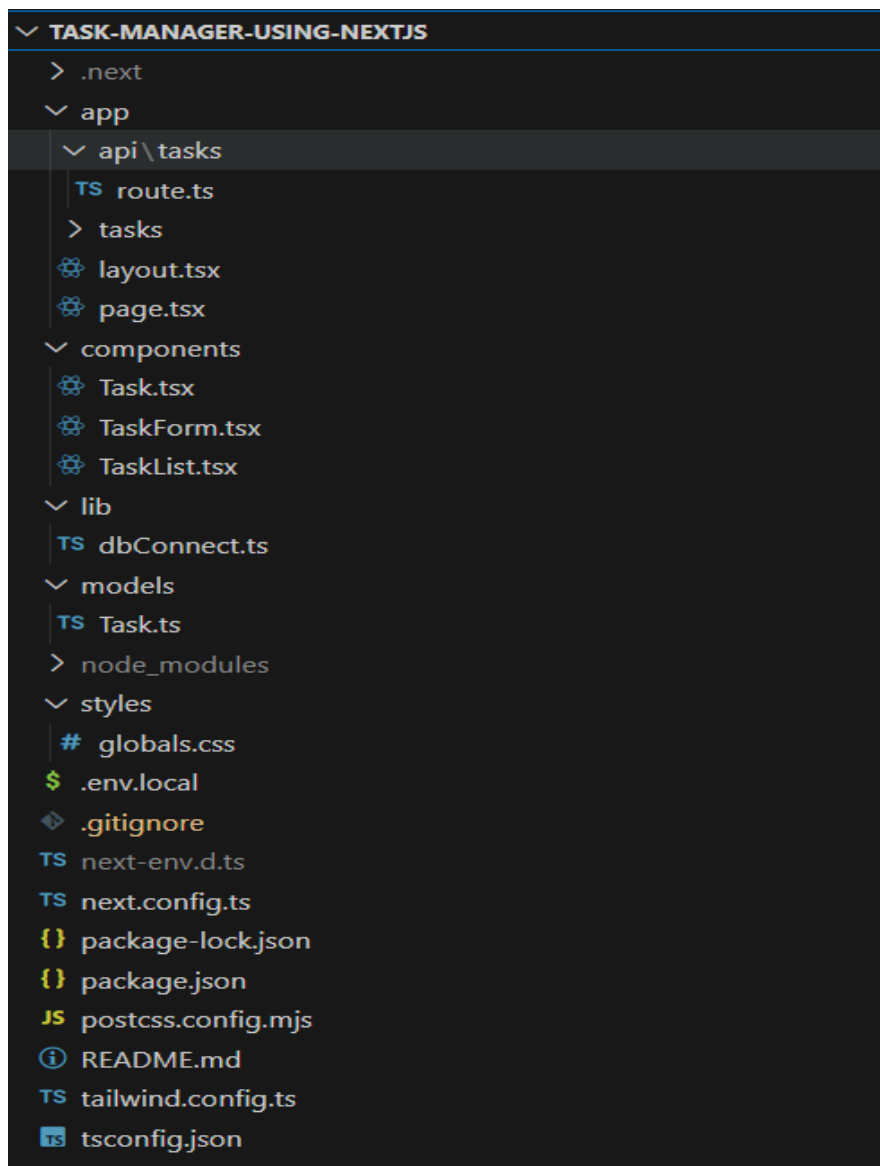 TASK-MANAGER-USING-NEXTJS
.next
app
api\tasks
TS route.ts
tasks
layout.tsx
page.tsx
components
Task.tsx
TaskForm.tsx
TaskList.tsx
lib
TS dbConnect.ts
models
TS Task.ts
node_modules
styles
# globals.css
$ .env.local
.gitignore
TS next-env.d.ts
TS next.config.ts
{} package-lock.json
{} package.json
JS postcss.config.mjs
README.md
TS tailwind.config.ts
TS tsconfig.json